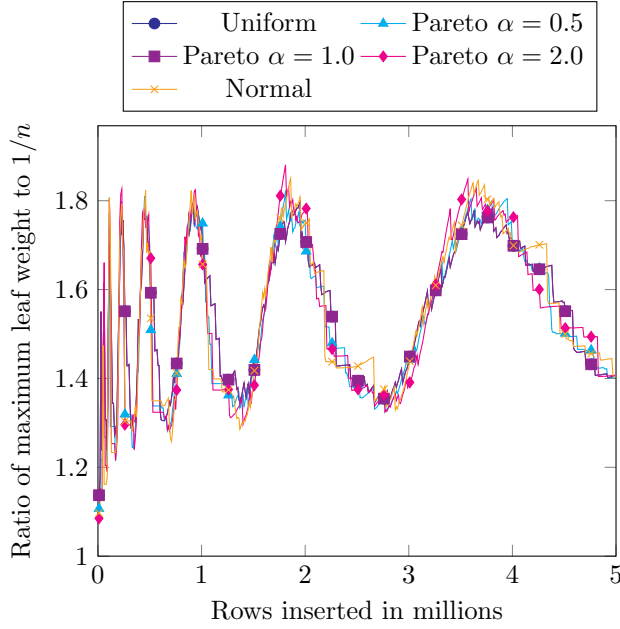 Uniform
Pareto α = 0.5
Pareto α = 1.0
Pareto α = 2.0
Normal
Ratio of maximum leaf weight to 1/n
1.8
1.6
1.4
1.2
1
0 1 2 3 4 5
Rows inserted in millions